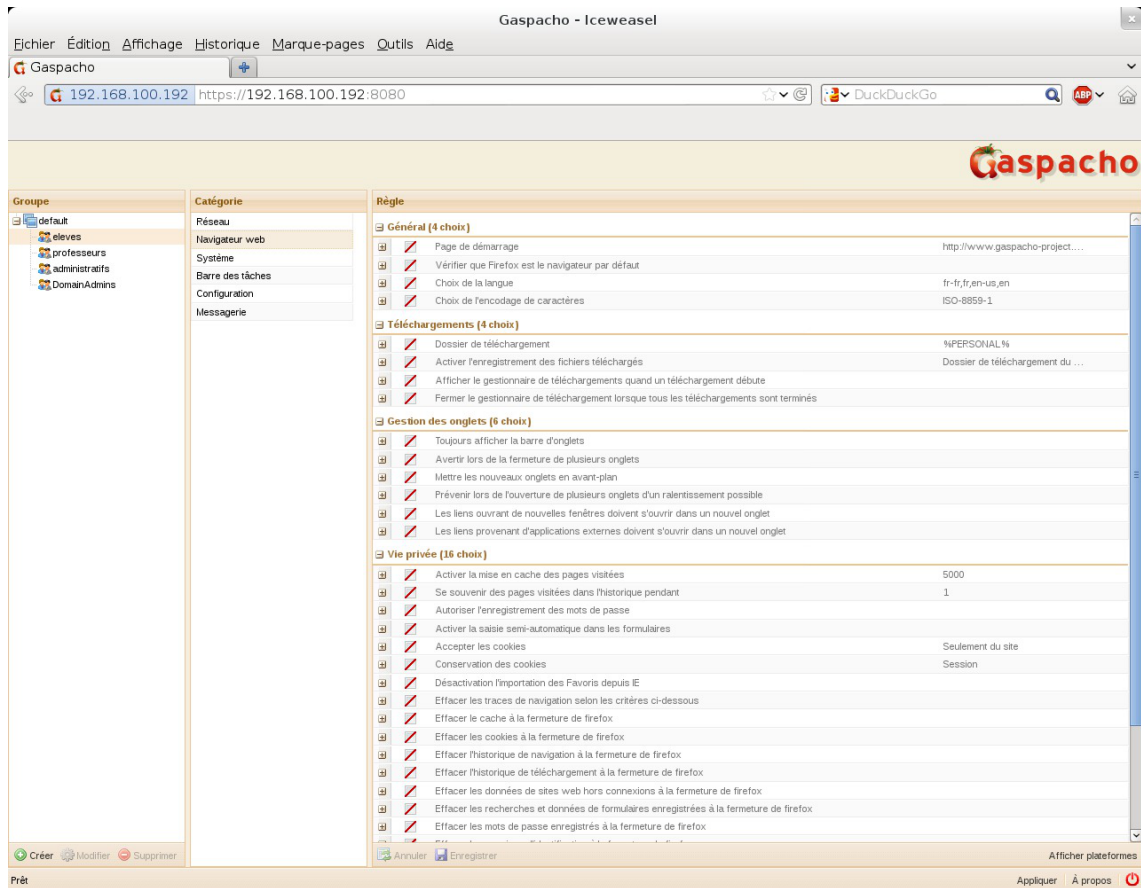 Gaspacho - Iceweasel
Fichier Édition Affichage Historique Marque-pages Outils Aide
Gaspacho
192.168.100.192 https://192.168.100.192:8080 DuckDuckGo ABP
Gaspacho
Groupe
default
eleves
professeurs
administratifs
DomainAdmins
Catégorie
Réseau
Navigateur web
Système
Barre des tâches
Configuration
Messagerie
Règle
Général (4 choix)
Page de démarrage http://www.gaspacho-project....
Vérifier que Firefox est le navigateur par défaut
Choix de la langue fr-fr,fr,en-us,en
Choix de l'encodage de caractères ISO-8859-1
Téléchargements (4 choix)
Dossier de téléchargement %PERSONAL%
Activer l'enregistrement des fichiers téléchargés Dossier de téléchargement du ...
Afficher le gestionnaire de téléchargements quand un téléchargement débute
Fermer le gestionnaire de téléchargement lorsque tous les téléchargements sont terminés
Gestion des onglets (6 choix)
Toujours afficher la barre d'onglets
Avertir lors de la fermeture de plusieurs onglets
Mettre les nouveaux onglets en avant-plan
Prévenir lors de l'ouverture de plusieurs onglets d'un ralentissement possible
Les liens ouvrant de nouvelles fenêtres doivent s'ouvrir dans un nouvel onglet
Les liens provenant d'applications externes doivent s'ouvrir dans un nouvel onglet
Vie privée (16 choix)
Activer la mise en cache des pages visitées 5000
Se souvenir des pages visitées dans l'historique pendant 1
Autoriser l'enregistrement des mots de passe
Activer la saisie semi-automatique dans les formulaires
Accepter les cookies Seulement du site
Conservation des cookies Session
Désactivation l'importation des Favoris depuis IE
Effacer les traces de navigation selon les critères ci-dessous
Effacer le cache à la fermeture de firefox
Effacer les cookies à la fermeture de firefox
Effacer l'historique de navigation à la fermeture de firefox
Effacer l'historique de téléchargement à la fermeture de firefox
Effacer les données de sites web hors connexions à la fermeture de firefox
Effacer les recherches et données de formulaires enregistrées à la fermeture de firefox
Effacer les mots de passe enregistrés à la fermeture de firefox
Créer Modifier Supprimer
Annuler Enregistrer Afficher plateformes
Prêt Appliquer À propos